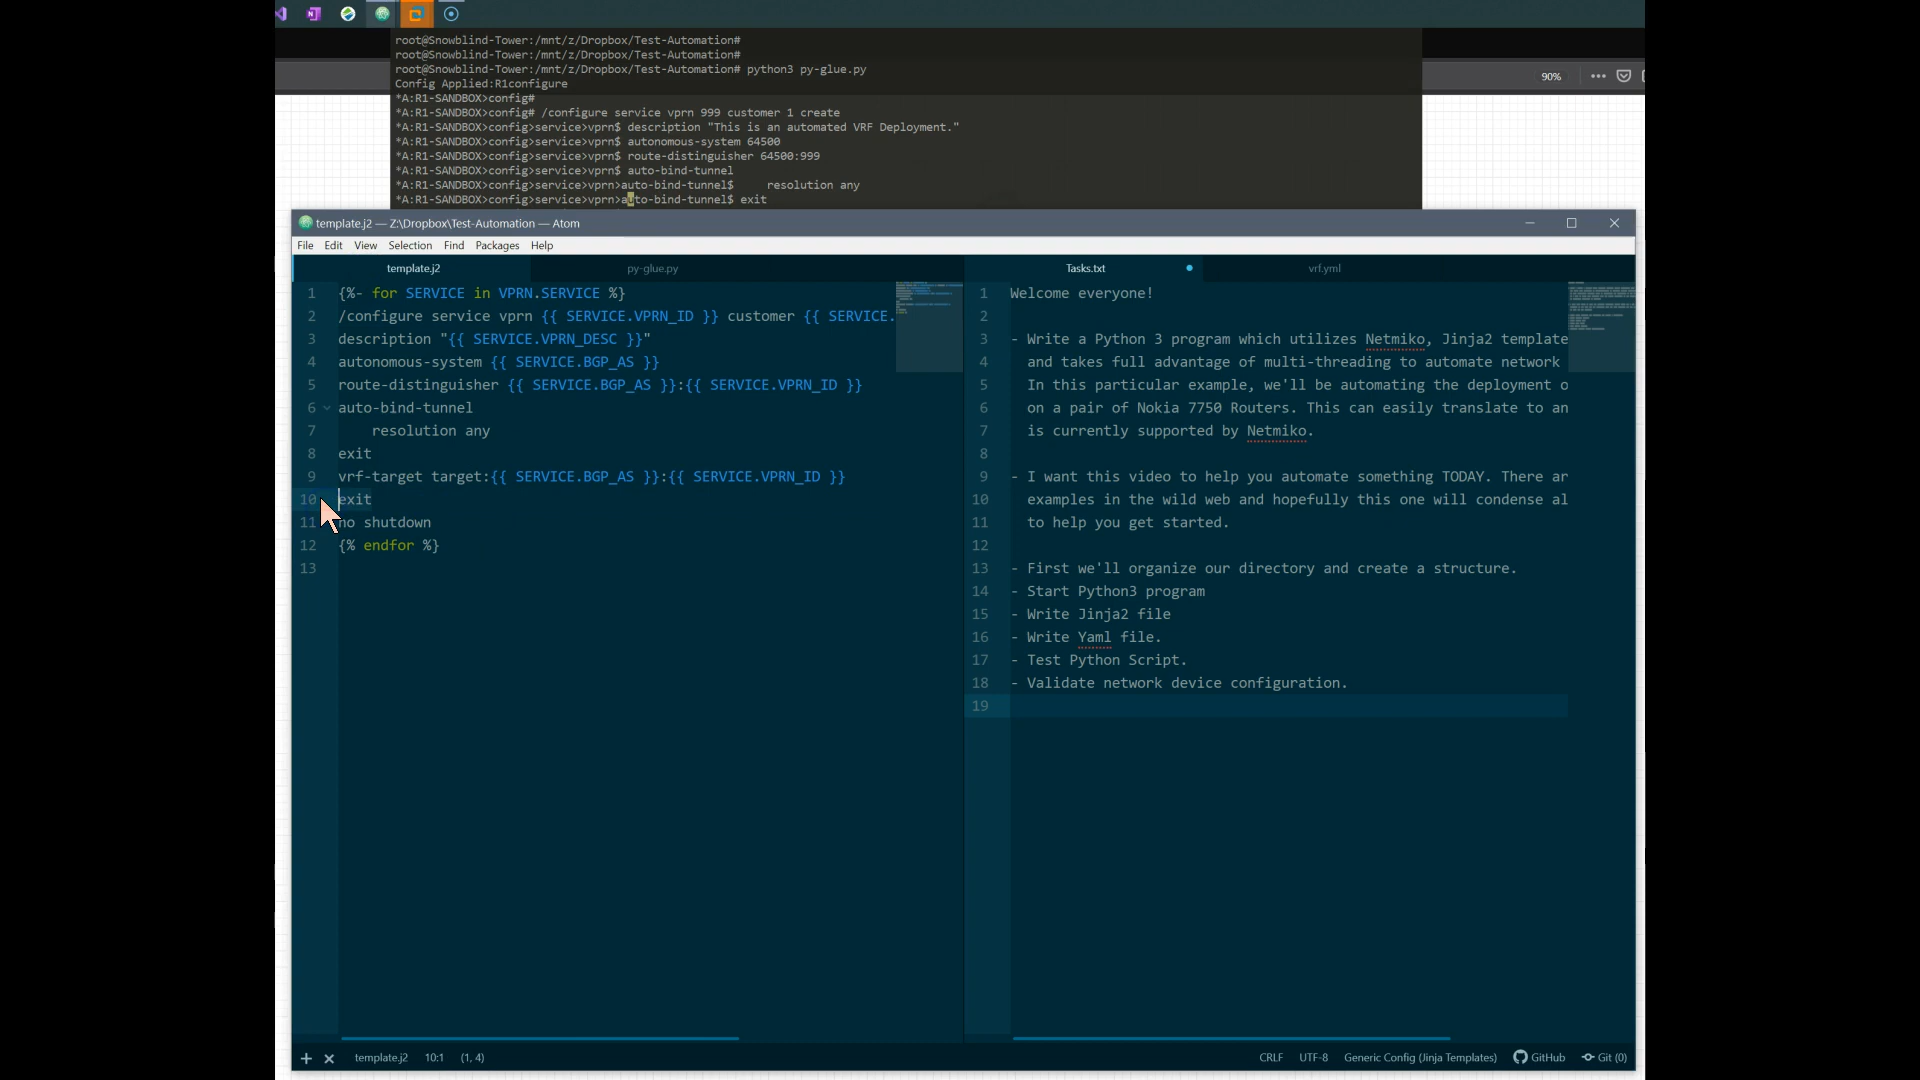 root@Snowblind-Tower:/mnt/z/Dropbox/Test-Automation#
root@Snowblind-Tower:/mnt/z/Dropbox/Test-Automation#
root@Snowblind-Tower:/mnt/z/Dropbox/Test-Automation# python3 py-glue.py
Config Applied:R1configure
*A:R1-SANDBOX>config#
*A:R1-SANDBOX>config# /configure service vprn 999 customer 1 create
*A:R1-SANDBOX>config>service>vprn$ description "This is an automated VRF Deployment."
*A:R1-SANDBOX>config>service>vprn$ autonomous-system 64500
*A:R1-SANDBOX>config>service>vprn$ route-distinguisher 64500:999
*A:R1-SANDBOX>config>service>vprn$ auto-bind-tunnel
*A:R1-SANDBOX>config>service>vprn>auto-bind-tunnel$     resolution any
*A:R1-SANDBOX>config>service>vprn>auto-bind-tunnel$ exit
90%
template.j2 — Z:\Dropbox\Test-Automation — Atom
File Edit View Selection Find Packages Help
template.j2 py-glue.py
1 {%- for SERVICE in VPRN.SERVICE %}
2 /configure service vprn {{ SERVICE.VPRN_ID }} customer {{ SERVICE.
3 description "{{ SERVICE.VPRN_DESC }}"
4 autonomous-system {{ SERVICE.BGP_AS }}
5 route-distinguisher {{ SERVICE.BGP_AS }}:{{ SERVICE.VPRN_ID }}
6 auto-bind-tunnel
7     resolution any
8 exit
9 vrf-target target:{{ SERVICE.BGP_AS }}:{{ SERVICE.VPRN_ID }}
10 exit
11 no shutdown
12 {% endfor %}
13
Tasks.txt vrf.yml
1 Welcome everyone!
2
3 - Write a Python 3 program which utilizes Netmiko, Jinja2 template
4   and takes full advantage of multi-threading to automate network
5   In this particular example, we'll be automating the deployment o
6   on a pair of Nokia 7750 Routers. This can easily translate to an
7   is currently supported by Netmiko.
8
9 - I want this video to help you automate something TODAY. There ar
10   examples in the wild web and hopefully this one will condense al
11   to help you get started.
12
13 - First we'll organize our directory and create a structure.
14 - Start Python3 program
15 - Write Jinja2 file
16 - Write Yaml file.
17 - Test Python Script.
18 - Validate network device configuration.
19
template.j2 10:1 (1, 4)
CRLF UTF-8 Generic Config (Jinja Templates) GitHub Git (0)